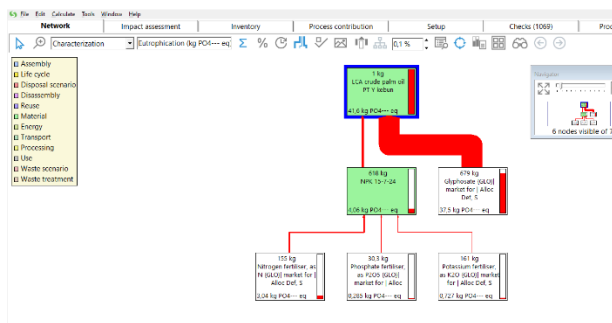 File Edit Calculate Tools Window Help
Network Impact assessment Inventory Process contribution Setup Checks (1069) Proc
Characterization Eutrophication (kg PO4--- eq) Σ % 0,1 %
Assembly
Life cycle
Disposal scenario
Disassembly
Reuse
Material
Energy
Transport
Processing
Use
Waste scenario
Waste treatment
Navigator
6 nodes visible of
1 kg
LCA crude palm oil
PT Y kebun
41,6 kg PO4--- eq
618 kg
NPK 15-7-24
4,06 kg PO4--- eq
679 kg
Glyphosate {GLO}|
market for | Alloc
Def, S
37,5 kg PO4--- eq
155 kg
Nitrogen fertiliser, as
N {GLO}| market for |
Alloc Def, S
3,04 kg PO4--- eq
30,3 kg
Phosphate fertiliser,
as P2O5 {GLO}|
market for | Alloc
0,285 kg PO4--- eq
161 kg
Potassium fertiliser,
as K2O {GLO}| market
for | Alloc Def, S
0,727 kg PO4--- eq